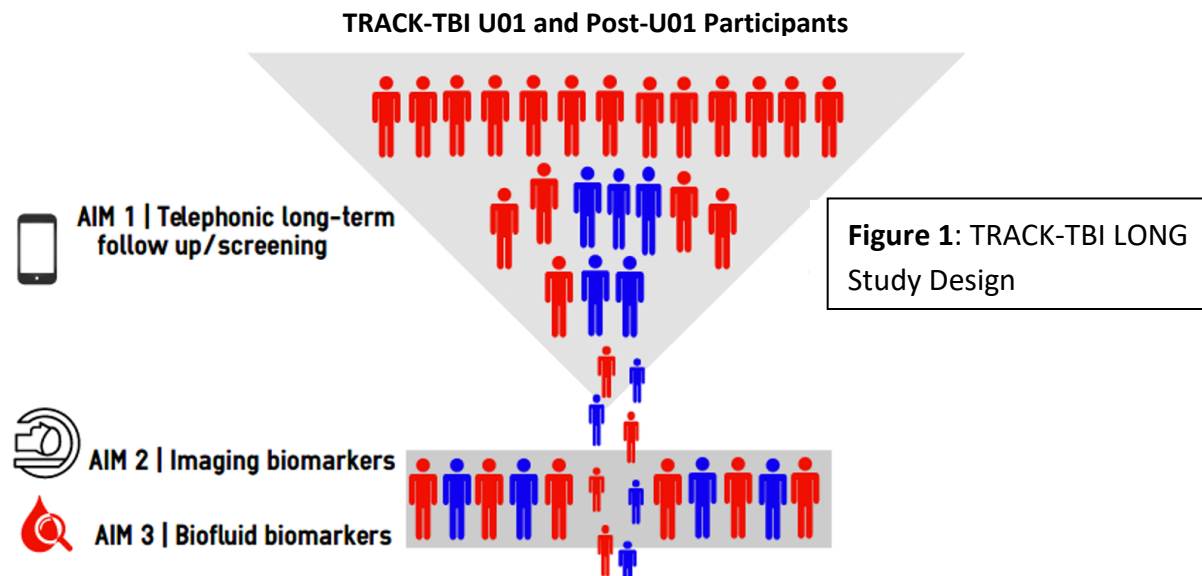 TRACK-TBI U01 and Post-U01 Participants
AIM 1 | Telephonic long-term
follow up/screening
Figure 1: TRACK-TBI LONG
Study Design
AIM 2 | Imaging biomarkers
AIM 3 | Biofluid biomarkers